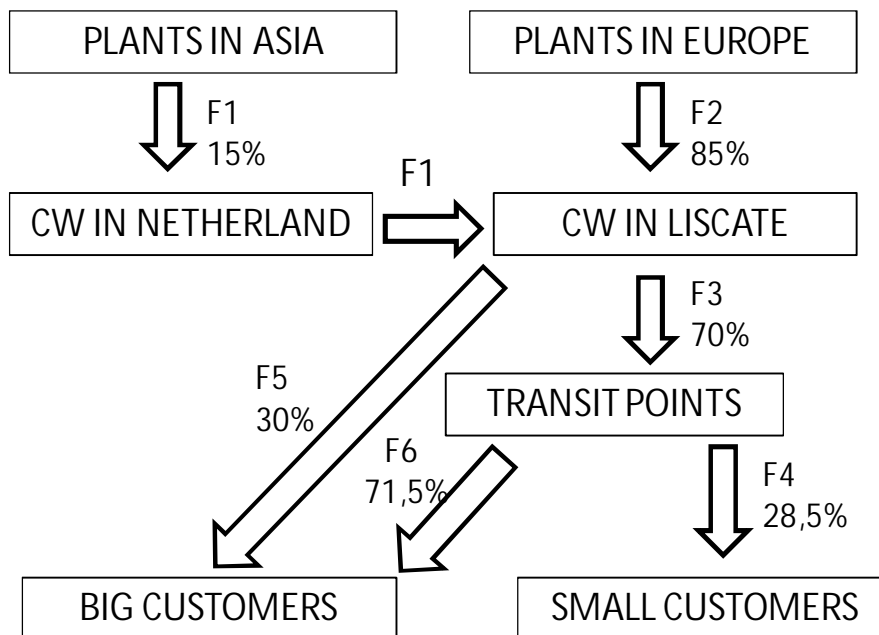 PLANTS IN ASIA
PLANTS IN EUROPE
F1
15%
F2
85%
F1
CW IN NETHERLAND
CW IN LISCATE
F3
70%
F5
30%
TRANSIT POINTS
F6
71,5%
F4
28,5%
BIG CUSTOMERS
SMALL CUSTOMERS